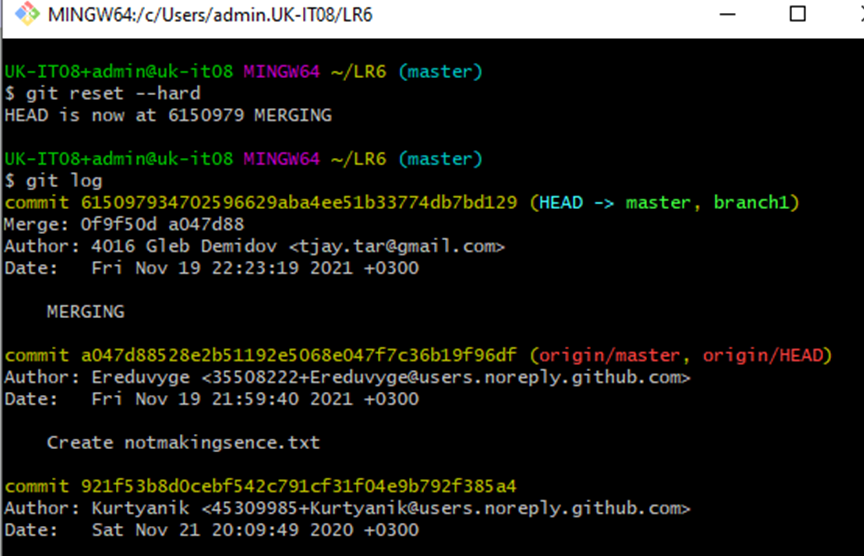 MINGW64:/c/Users/admin.UK-IT08/LR6
UK-IT08+admin@uk-it08 MINGW64 ~/LR6 (master)
$ git reset --hard
HEAD is now at 6150979 MERGING
UK-IT08+admin@uk-it08 MINGW64 ~/LR6 (master)
$ git log
commit 615097934702596629aba4ee51b33774db7bd129 (HEAD -> master, branch1)
Merge: 0f9f50d a047d88
Author: 4016 Gleb Demidov <tjay.tar@gmail.com>
Date:   Fri Nov 19 22:23:19 2021 +0300
    MERGING
commit a047d88528e2b51192e5068e047f7c36b19f96df (origin/master, origin/HEAD)
Author: Ereduvyge <35508222+Ereduvyge@users.noreply.github.com>
Date:   Fri Nov 19 21:59:40 2021 +0300
    Create notmakingsence.txt
commit 921f53b8d0cebf542c791cf31f04e9b792f385a4
Author: Kurtyanik <45309985+Kurtyanik@users.noreply.github.com>
Date:   Sat Nov 21 20:09:49 2020 +0300